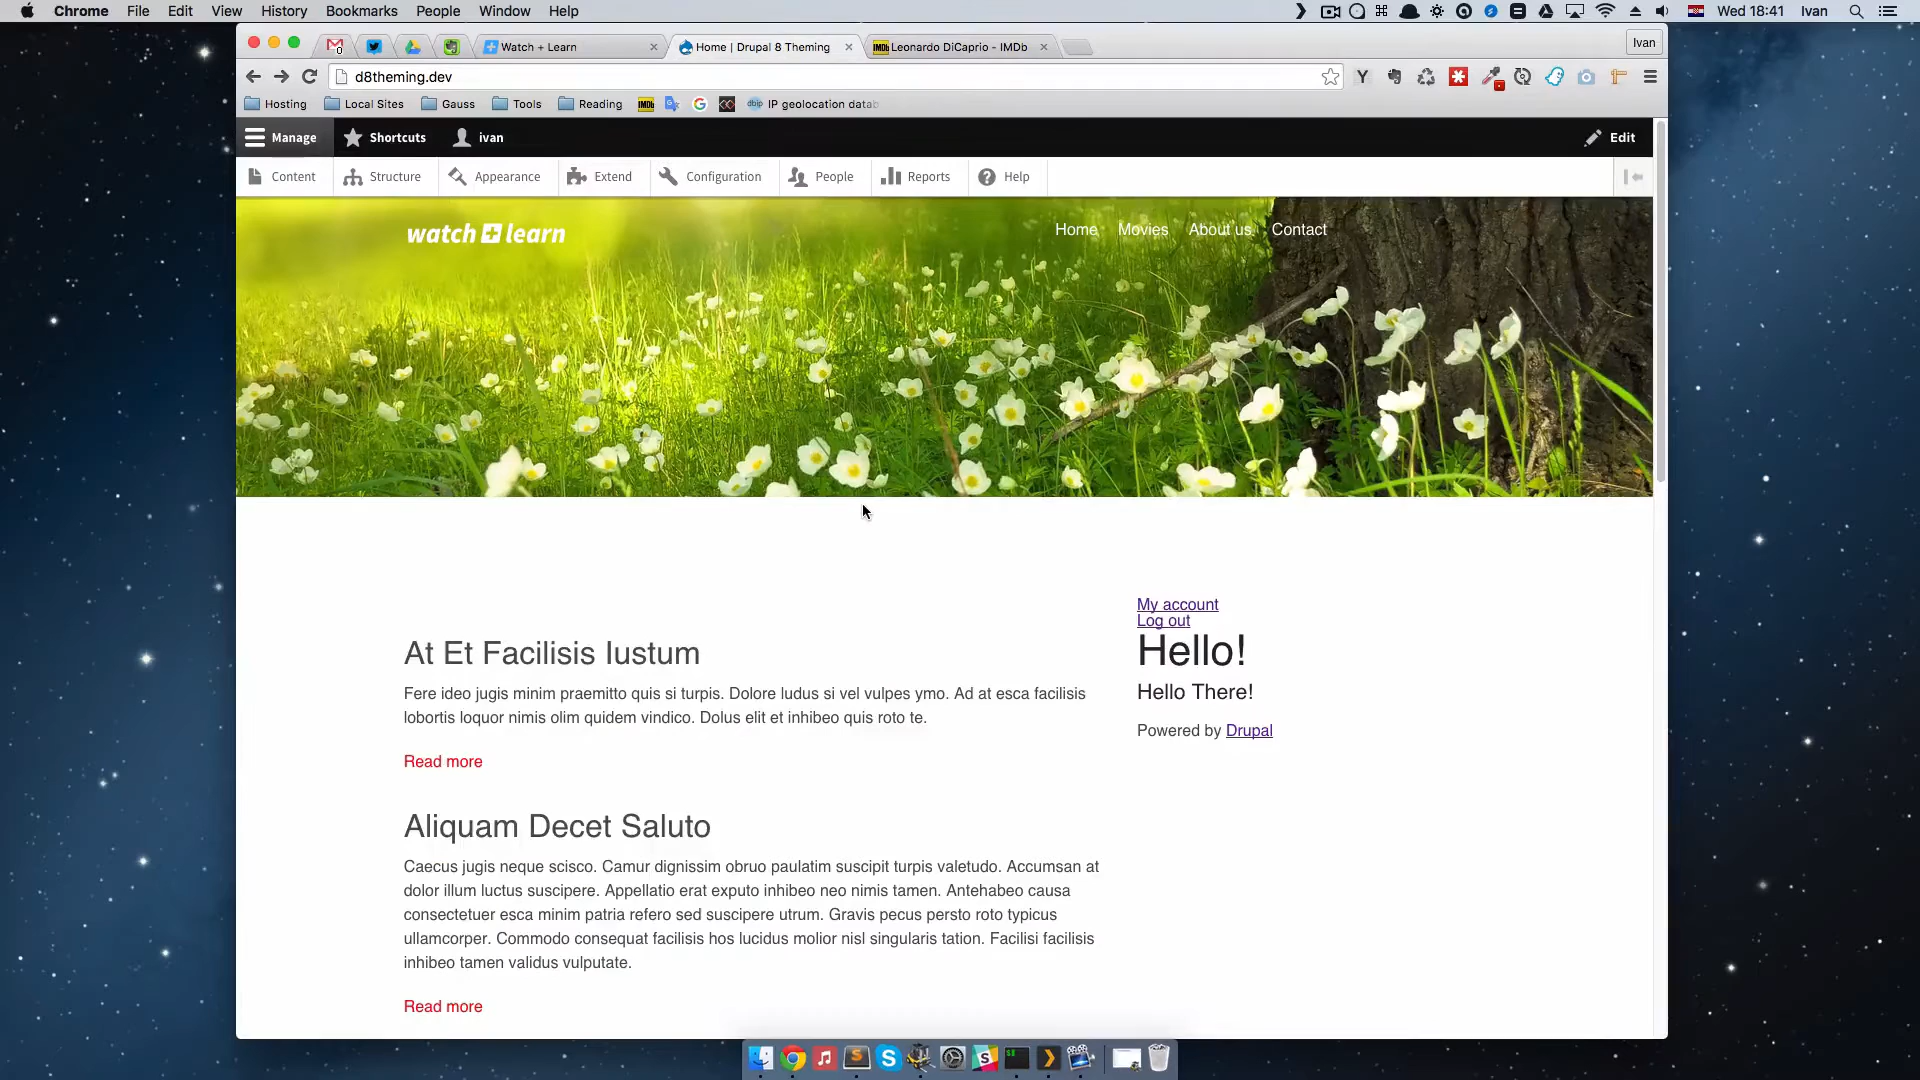 Chrome File Edit View History Bookmarks People Window Help Wed 18:41 Ivan
0 Watch + Learn Home | Drupal 8 Theming IMDb Leonardo DiCaprio - IMDb Ivan
d8theming.dev
Hosting Local Sites Gauss Tools Reading IMDb dbip IP geolocation datab
Manage Shortcuts ivan Edit
Content Structure Appearance Extend Configuration People Reports Help
watch + learn
Home Movies About us Contact
My account
Log out
Hello!
Hello There!
Powered by Drupal
At Et Facilisis Iustum
Fere ideo jugis minim praemitto quis si turpis. Dolore ludus si vel vulpes ymo. Ad at esca facilisis
lobortis loquor nimis olim quidem vindico. Dolus elit et inhibeo quis roto te.
Read more
Aliquam Decet Saluto
Caecus jugis neque scisco. Camur dignissim obruo paulatim suscipit turpis valetudo. Accumsan at
dolor illum luctus suscipere. Appellatio erat exputo inhibeo neo nimis tamen. Antehabeo causa
consectetuer esca minim patria refero sed suscipere utrum. Gravis pecus persto roto typicus
ullamcorper. Commodo consequat facilisis hos lucidus molior nisl singularis tation. Facilisi facilisis
inhibeo tamen validus vulputate.
Read more